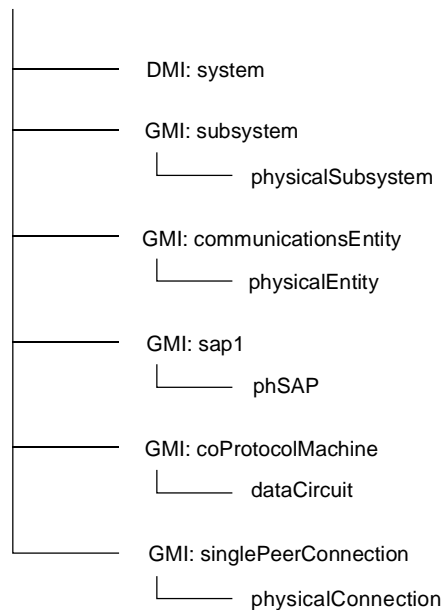 DMI: system
GMI: subsystem
physicalSubsystem
GMI: communicationsEntity
physicalEntity
GMI: sap1
phSAP
GMI: coProtocolMachine
dataCircuit
GMI: singlePeerConnection
physicalConnection